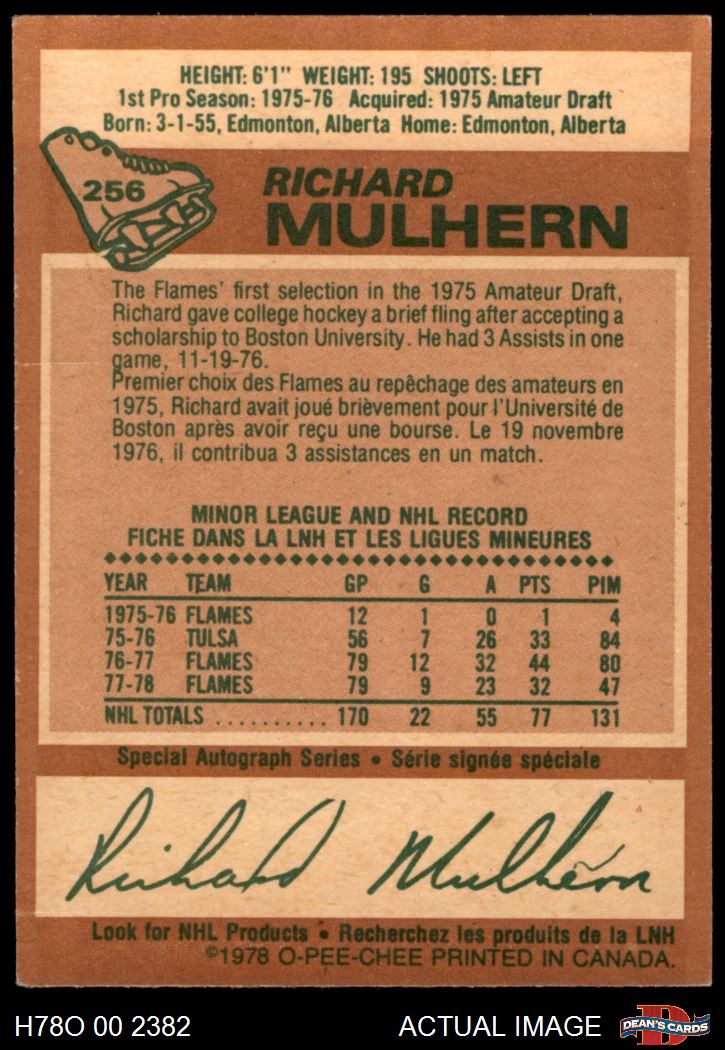 HEIGHT: 6'1" WEIGHT: 195 SHOOTS: LEFT
1st Pro Season: 1975-76 Acquired: 1975 Amateur Draft
Born: 3-1-55, Edmonton, Alberta Home: Edmonton, Alberta
256
RICHARD
MULHERN
The Flames' first selection in the 1975 Amateur Draft,
Richard gave college hockey a brief fling after accepting a
scholarship to Boston University. He had 3 Assists in one
game, 11-19-76.
Premier choix des Flames au repêchage des amateurs en
1975, Richard avait joué brièvement pour l'Université de
Boston après avoir reçu une bourse. Le 19 novembre
1976, il contribua 3 assistances en un match.
MINOR LEAGUE AND NHL RECORD
FICHE DANS LA LNH ET LES LIGUES MINEURES
YEAR TEAM GP G A PTS PIM
1975-76 FLAMES 12 1 0 1 4
75-76 TULSA 56 7 26 33 84
76-77 FLAMES 79 12 32 44 80
77-78 FLAMES 79 9 23 32 47
NHL TOTALS .......... 170 22 55 77 131
Special Autograph Series • Série signée spéciale
Richard Mulhern
Look for NHL Products • Recherchez les produits de la LNH
©1978 O-PEE-CHEE PRINTED IN CANADA.
H78O 00 2382 ACTUAL IMAGE D DEAN'S CARDS